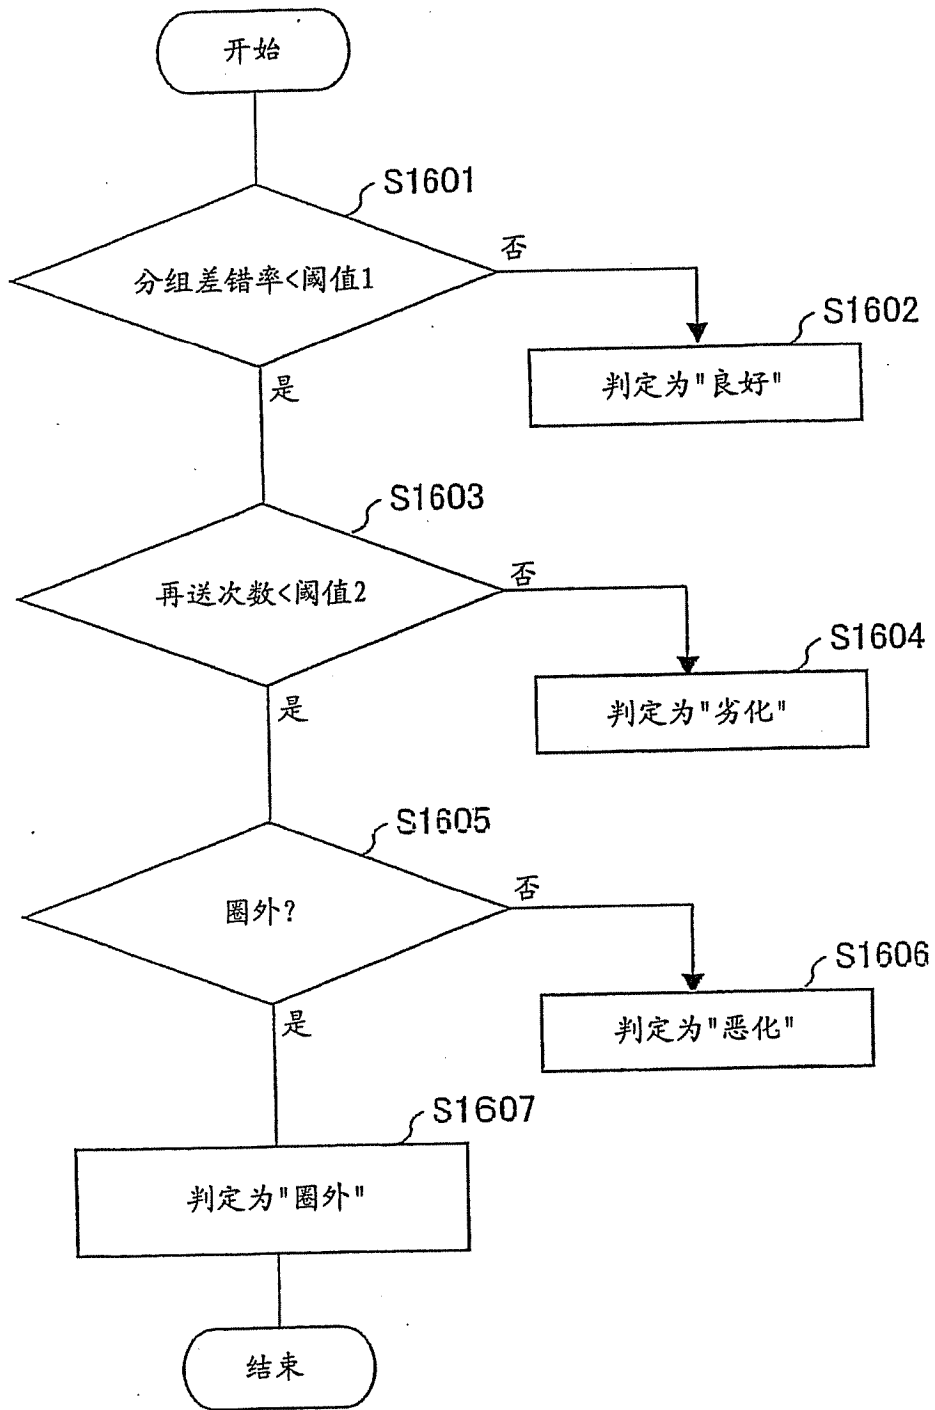 开始
S1601
分组差错率<阈值1
否
S1602
判定为"良好"
是
S1603
再送次数<阈值2
否
S1604
判定为"劣化"
是
S1605
圈外?
否
S1606
判定为"恶化"
是
S1607
判定为"圈外"
结束